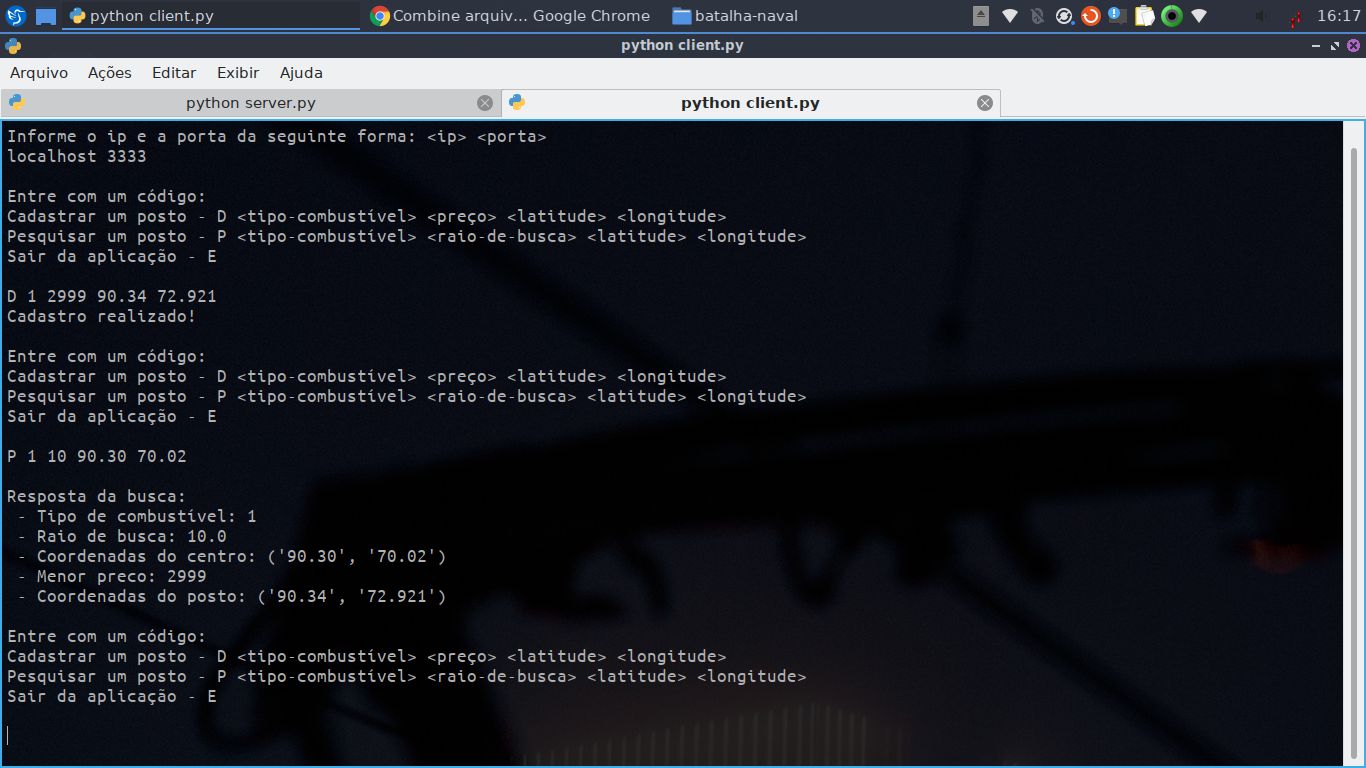 python client.py
Combine arquiv... Google Chrome
batalha-naval
16:17
python client.py
Arquivo Ações Editar Exibir Ajuda
python server.py
python client.py
Informe o ip e a porta da seguinte forma: <ip> <porta>
localhost 3333
Entre com um código:
Cadastrar um posto - D <tipo-combustível> <preço> <latitude> <longitude>
Pesquisar um posto - P <tipo-combustível> <raio-de-busca> <latitude> <longitude>
Sair da aplicação - E
D 1 2999 90.34 72.921
Cadastro realizado!
Entre com um código:
Cadastrar um posto - D <tipo-combustível> <preço> <latitude> <longitude>
Pesquisar um posto - P <tipo-combustível> <raio-de-busca> <latitude> <longitude>
Sair da aplicação - E
P 1 10 90.30 70.02
Resposta da busca:
- Tipo de combustível: 1
- Raio de busca: 10.0
- Coordenadas do centro: ('90.30', '70.02')
- Menor preco: 2999
- Coordenadas do posto: ('90.34', '72.921')
Entre com um código:
Cadastrar um posto - D <tipo-combustível> <preço> <latitude> <longitude>
Pesquisar um posto - P <tipo-combustível> <raio-de-busca> <latitude> <longitude>
Sair da aplicação - E